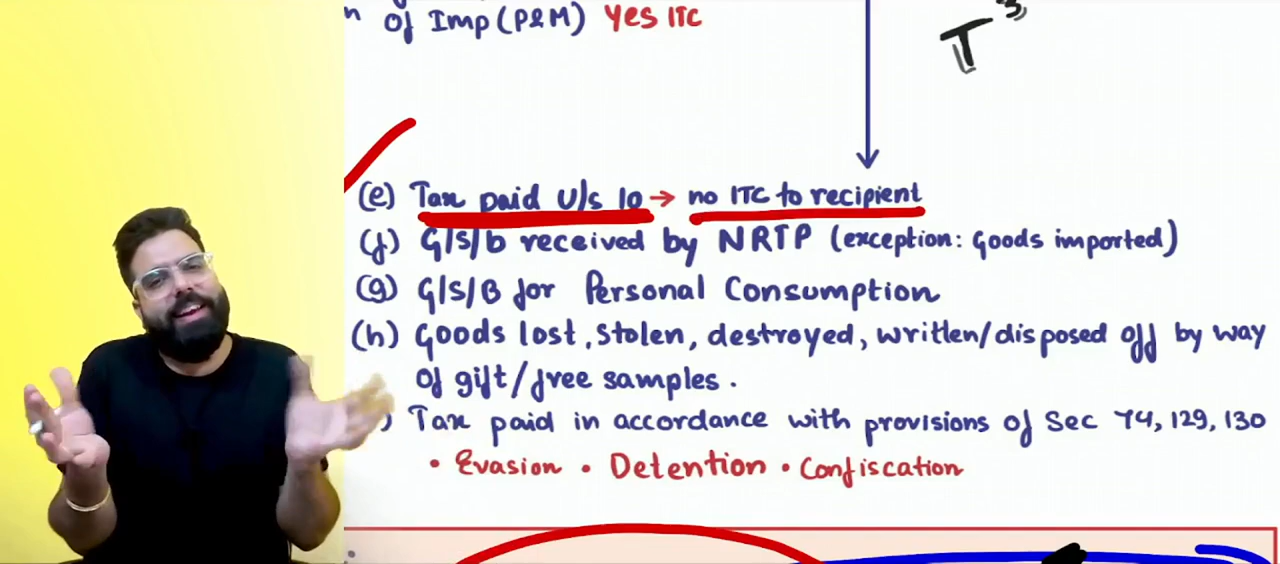 of Imp (P&M) Yes ITC
T 3
(e) Tax paid U/s 10 → no ITC to recipient
(f) G/S/b received by NRTP (exception: Goods imported)
(g) G/S/B for Personal Consumption
(h) Goods lost, Stolen, destroyed, written/disposed off by way
of gift/free samples.
) Tax paid in accordance with provisions of Sec 74, 129, 130
• Evasion • Detention • Confiscation